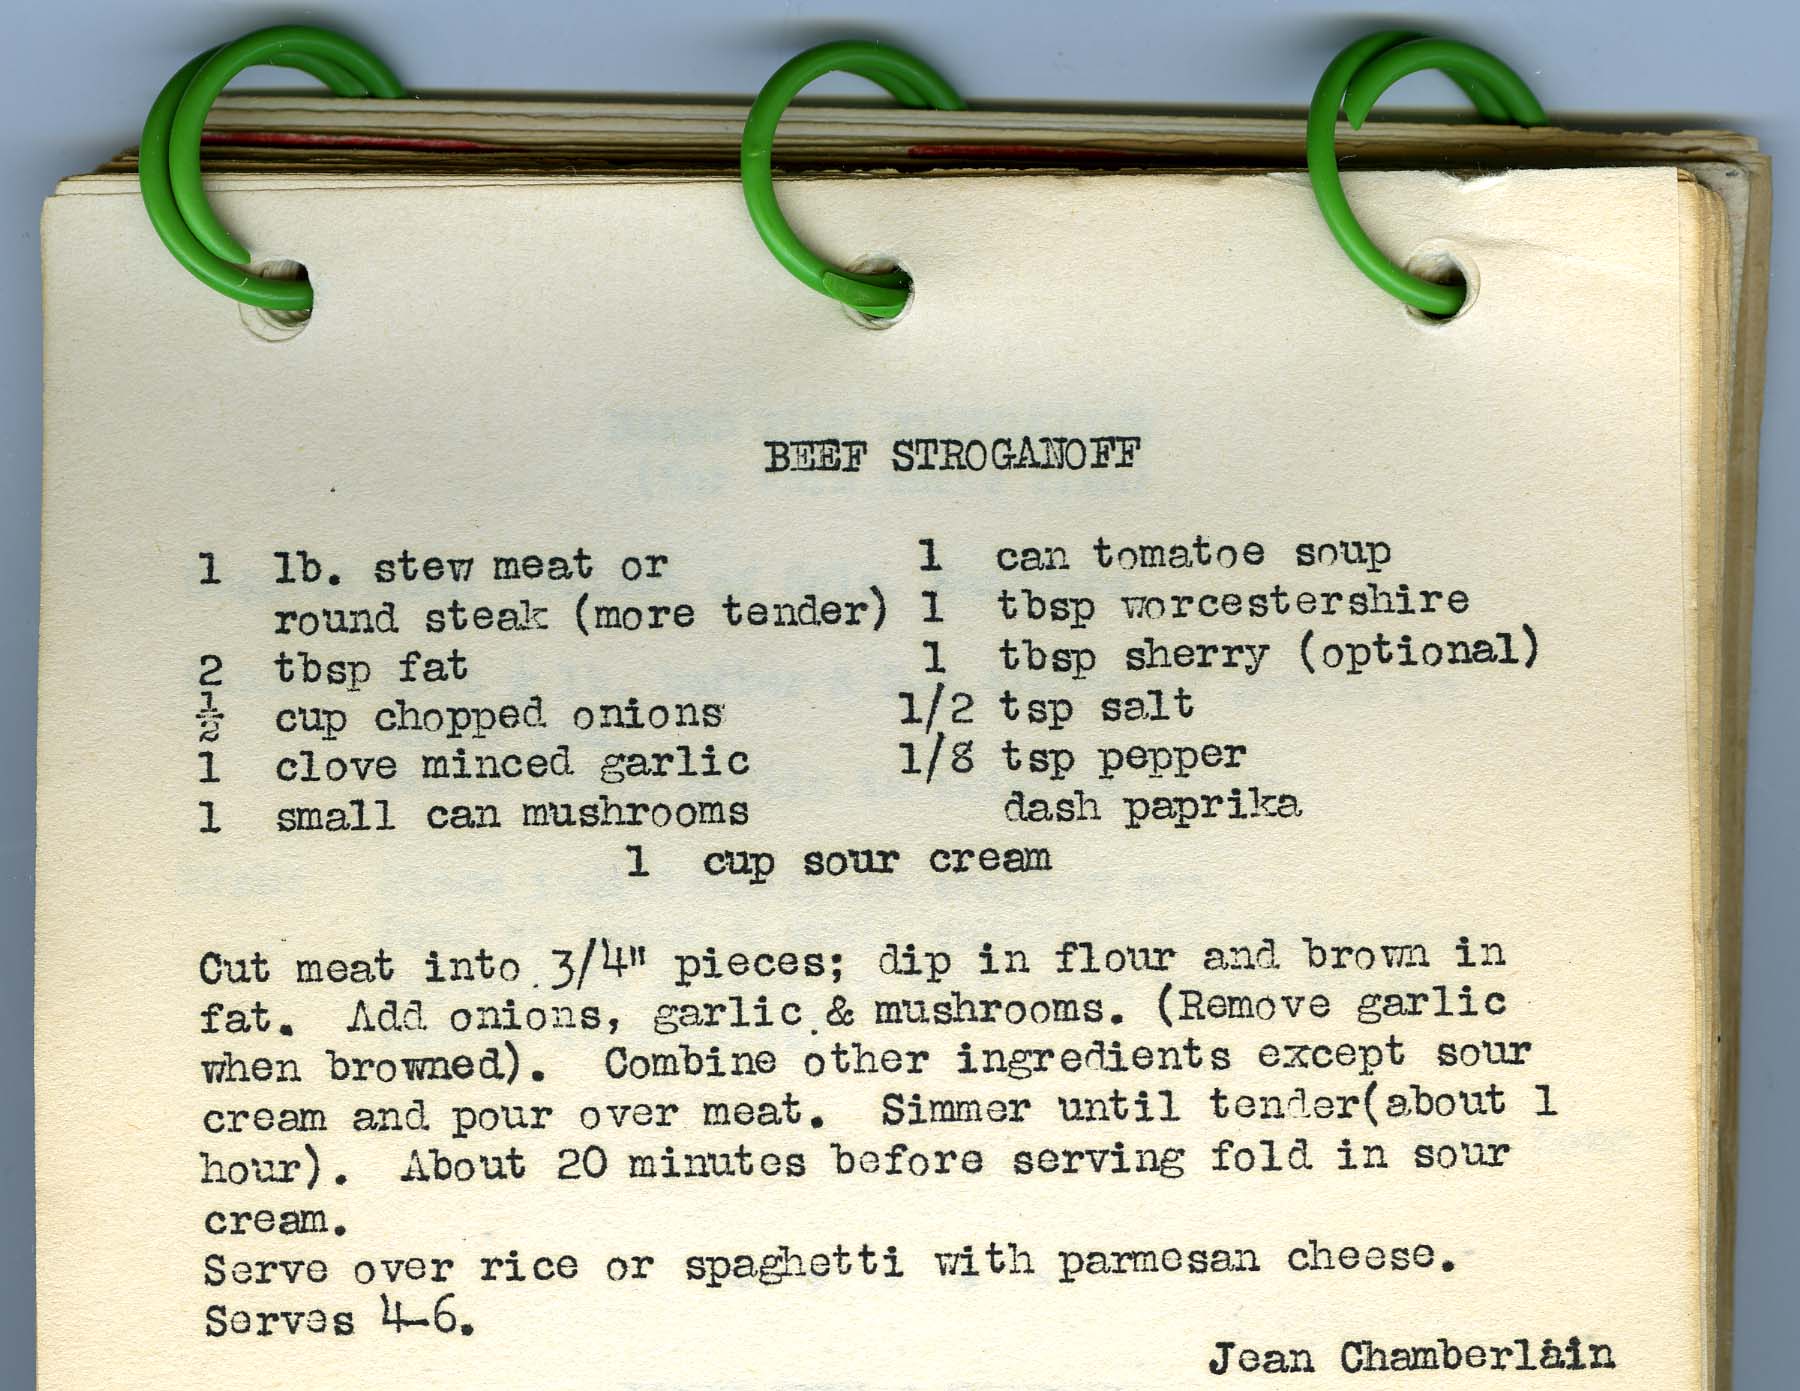 BEEF STROGANOFF
1 lb. stew meat or
round steak (more tender)
2 tbsp fat
½ cup chopped onions
1 clove minced garlic
1 small can mushrooms
1 can tomatoe soup
1 tbsp worcestershire
1 tbsp sherry (optional)
1/2 tsp salt
1/8 tsp pepper
dash paprika
1 cup sour cream
Cut meat into 3/4" pieces; dip in flour and brown in
fat. Add onions, garlic & mushrooms. (Remove garlic
when browned). Combine other ingredients except sour
cream and pour over meat. Simmer until tender(about 1
hour). About 20 minutes before serving fold in sour
cream.
Serve over rice or spaghetti with parmesan cheese.
Serves 4-6.
Jean Chamberlain